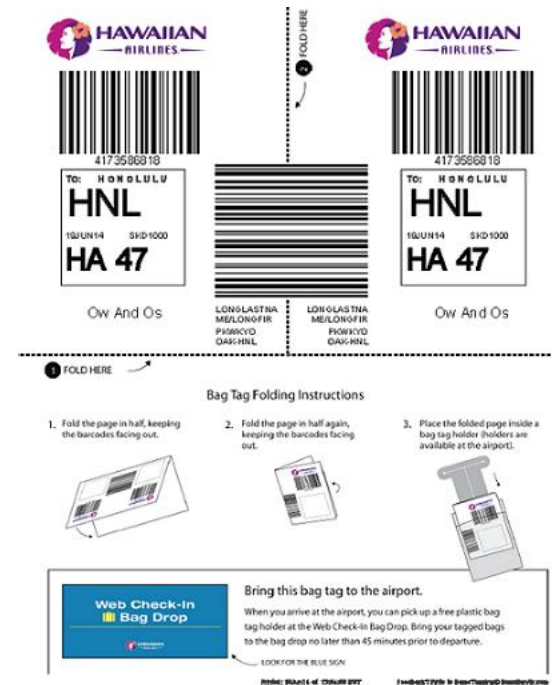 HAWAIIAN
AIRLINES
2 FOLD HERE
HAWAIIAN
AIRLINES
4173586818
TO: HONOLULU
HNL
19JUN14 SKD1000
HA 47
Ow And Os
4173586818
TO: HONOLULU
HNL
19JUN14 SKD1000
HA 47
Ow And Os
LONGLASTNA
ME/LONGFIR
PKWKYO
OAK-HNL
LONGLASTNA
ME/LONGFIR
PKWKYO
OAK-HNL
1 FOLD HERE
Bag Tag Folding Instructions
1. Fold the page in half, keeping
the barcodes facing out.
2. Fold the page in half again,
keeping the barcodes facing
out.
3. Place the folded page inside a
bag tag holder (holders are
available at the airport).
Web Check-In
Bag Drop
HAWAIIAN
Bring this bag tag to the airport.
When you arrive at the airport, you can pick up a free plastic bag
tag holder at the Web Check-In Bag Drop. Bring your tagged bags
to the bag drop no later than 45 minutes prior to departure.
LOOK FOR THE BLUE SIGN